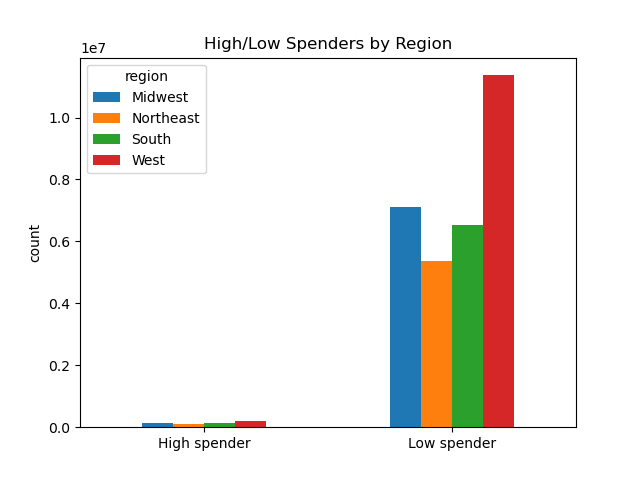 High/Low Spenders by Region
1e7
region
Midwest
Northeast
South
West
1.0
0.8
0.6
0.4
0.2
0.0
count
High spender
Low spender